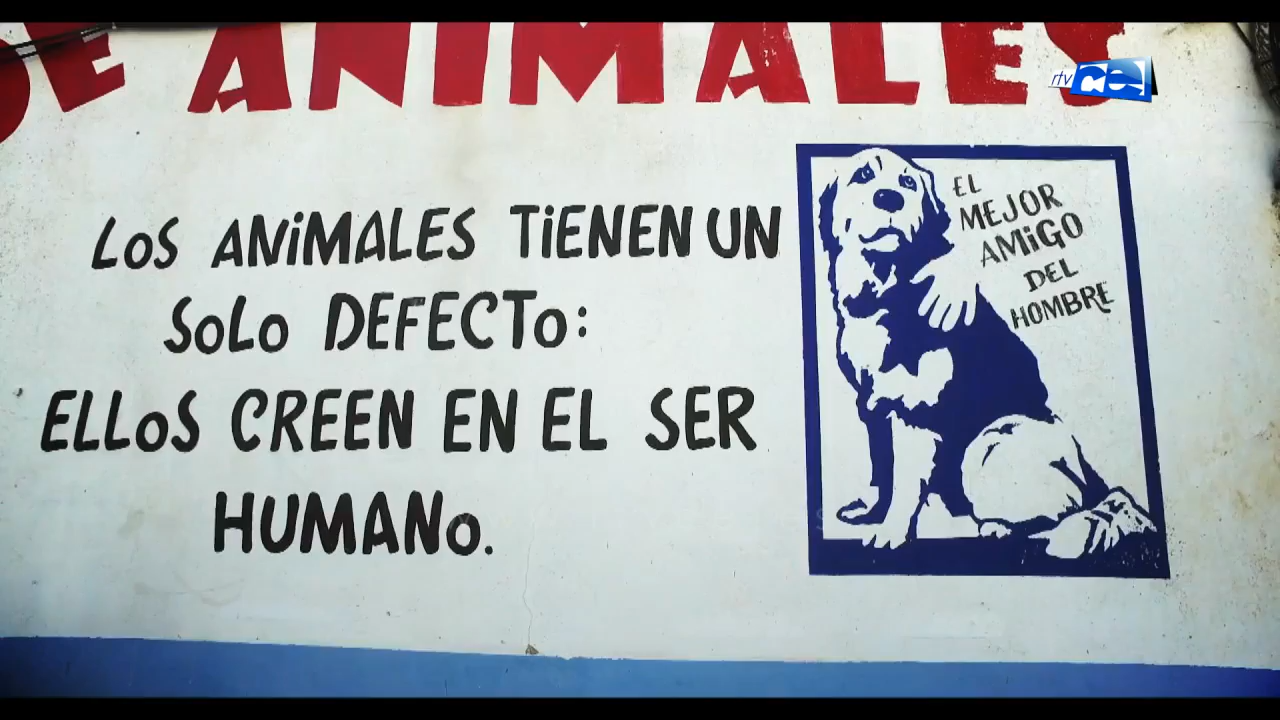 DE ANIMALES
rtv ce
LOS ANiMALES TiENEN UN
SOLO DEFECTO:
ELLOS CREEN EN EL SER
HUMANO.
EL
MEJOR
AMiGO
DEL
HOMBRE